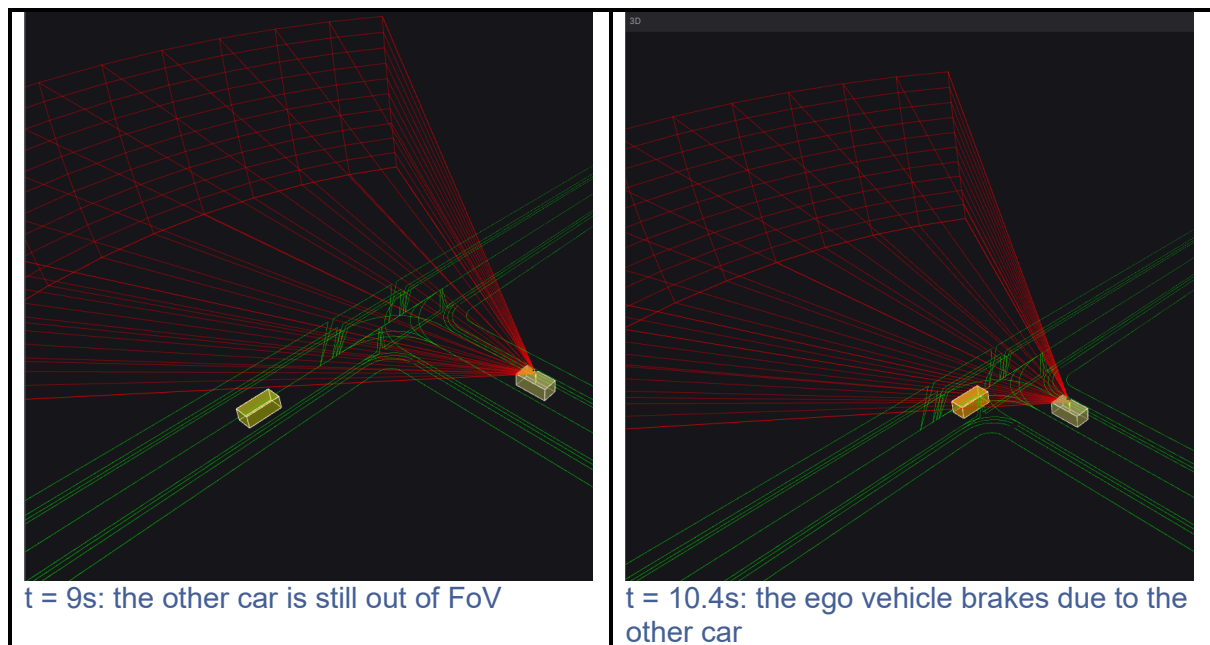 3D
t = 9s: the other car is still out of FoV
t = 10.4s: the ego vehicle brakes due to the
other car